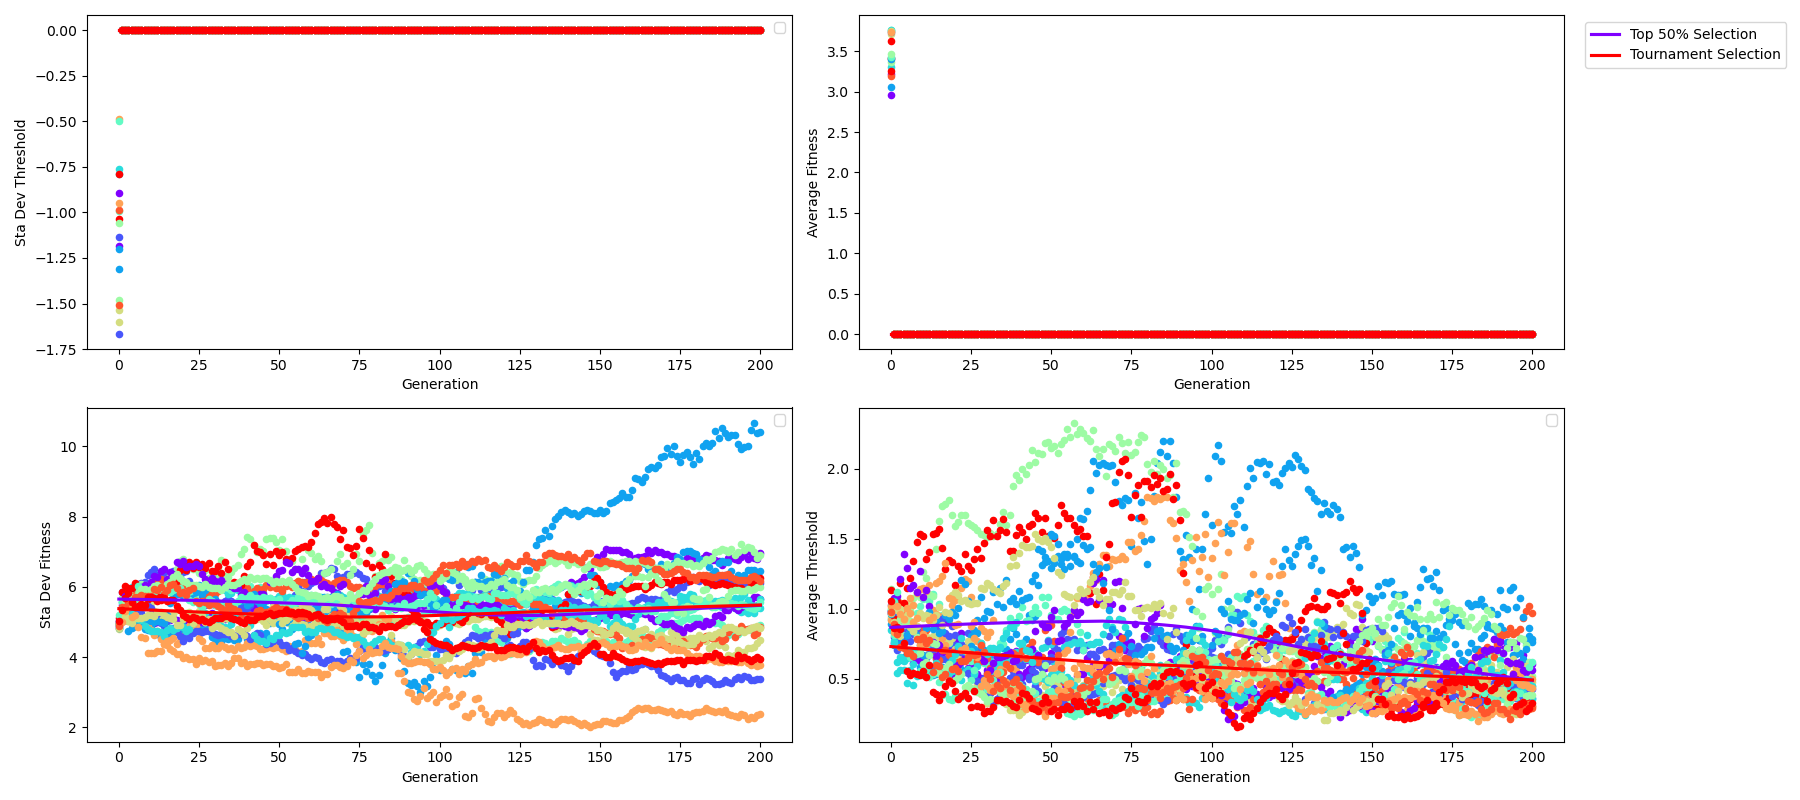 0.00
−0.25
−0.50
−0.75
−1.00
−1.25
−1.50
−1.75
Sta Dev Threshold
0 25 50 75 100 125 150 175 200
Generation
3.5
3.0
2.5
2.0
1.5
1.0
0.5
0.0
Average Fitness
0 25 50 75 100 125 150 175 200
Generation
Top 50% Selection
Tournament Selection
10
8
6
4
2
Sta Dev Fitness
0 25 50 75 100 125 150 175 200
Generation
2.0
1.5
1.0
0.5
Average Threshold
0 25 50 75 100 125 150 175 200
Generation